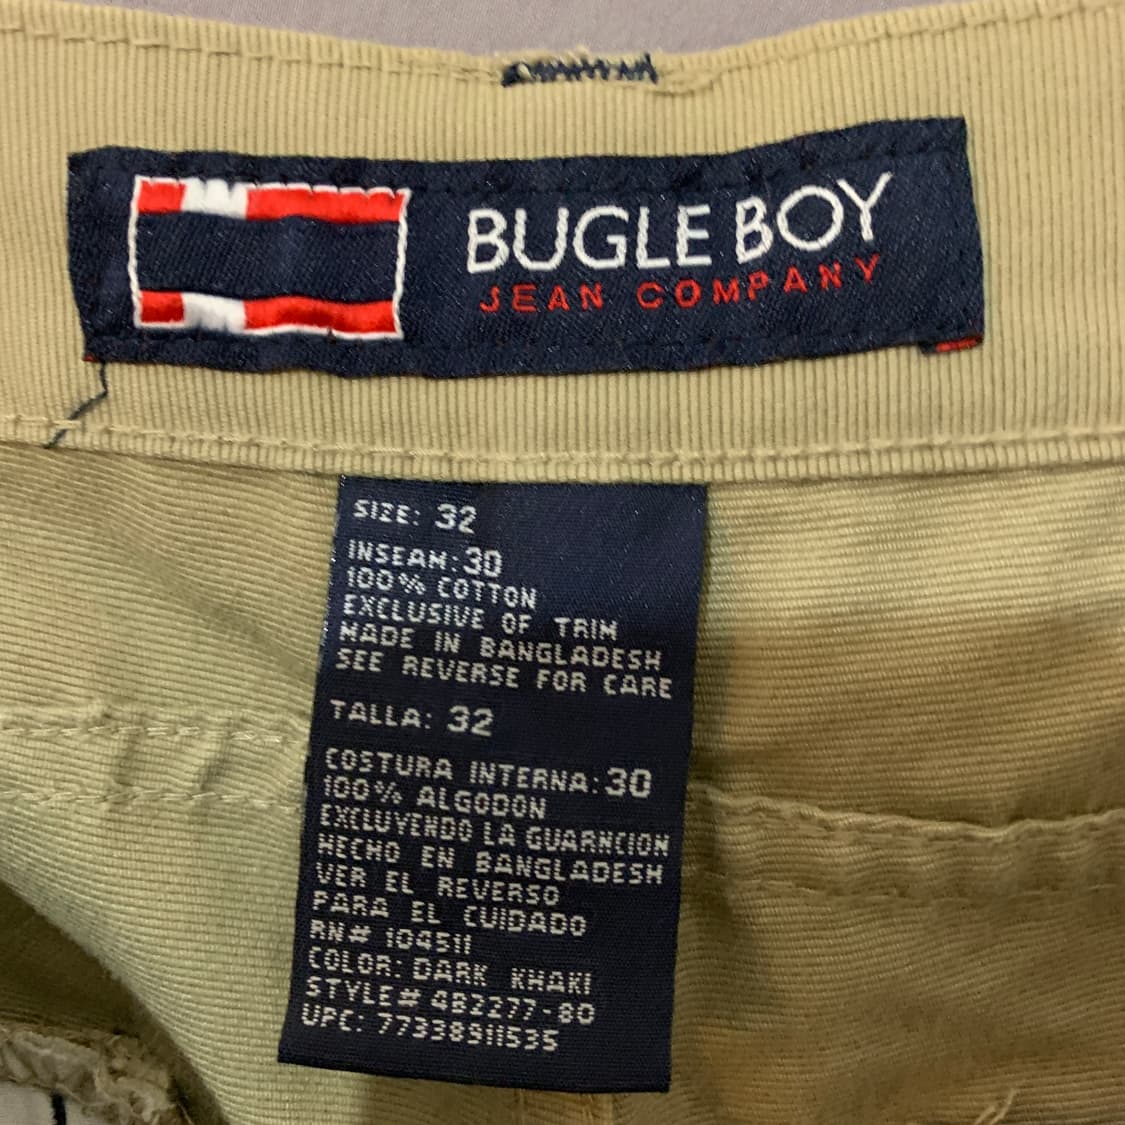 BUGLE BOY
JEAN COMPANY
SIZE: 32
INSEAM: 30
100% COTTON
EXCLUSIVE OF TRIM
MADE IN BANGLADESH
SEE REVERSE FOR CARE
TALLA: 32
COSTURA INTERNA: 30
100% ALGODON
EXCLUYENDO LA GUARNCION
HECHO EN BANGLADESH
VER EL REVERSO
PARA EL CUIDADO
RN# 104511
COLOR: DARK KHAKI
STYLE# 4B2277-80
UPC: 77338911535